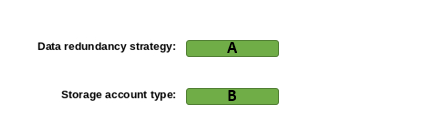 Data redundancy strategy: A
Storage account type: B